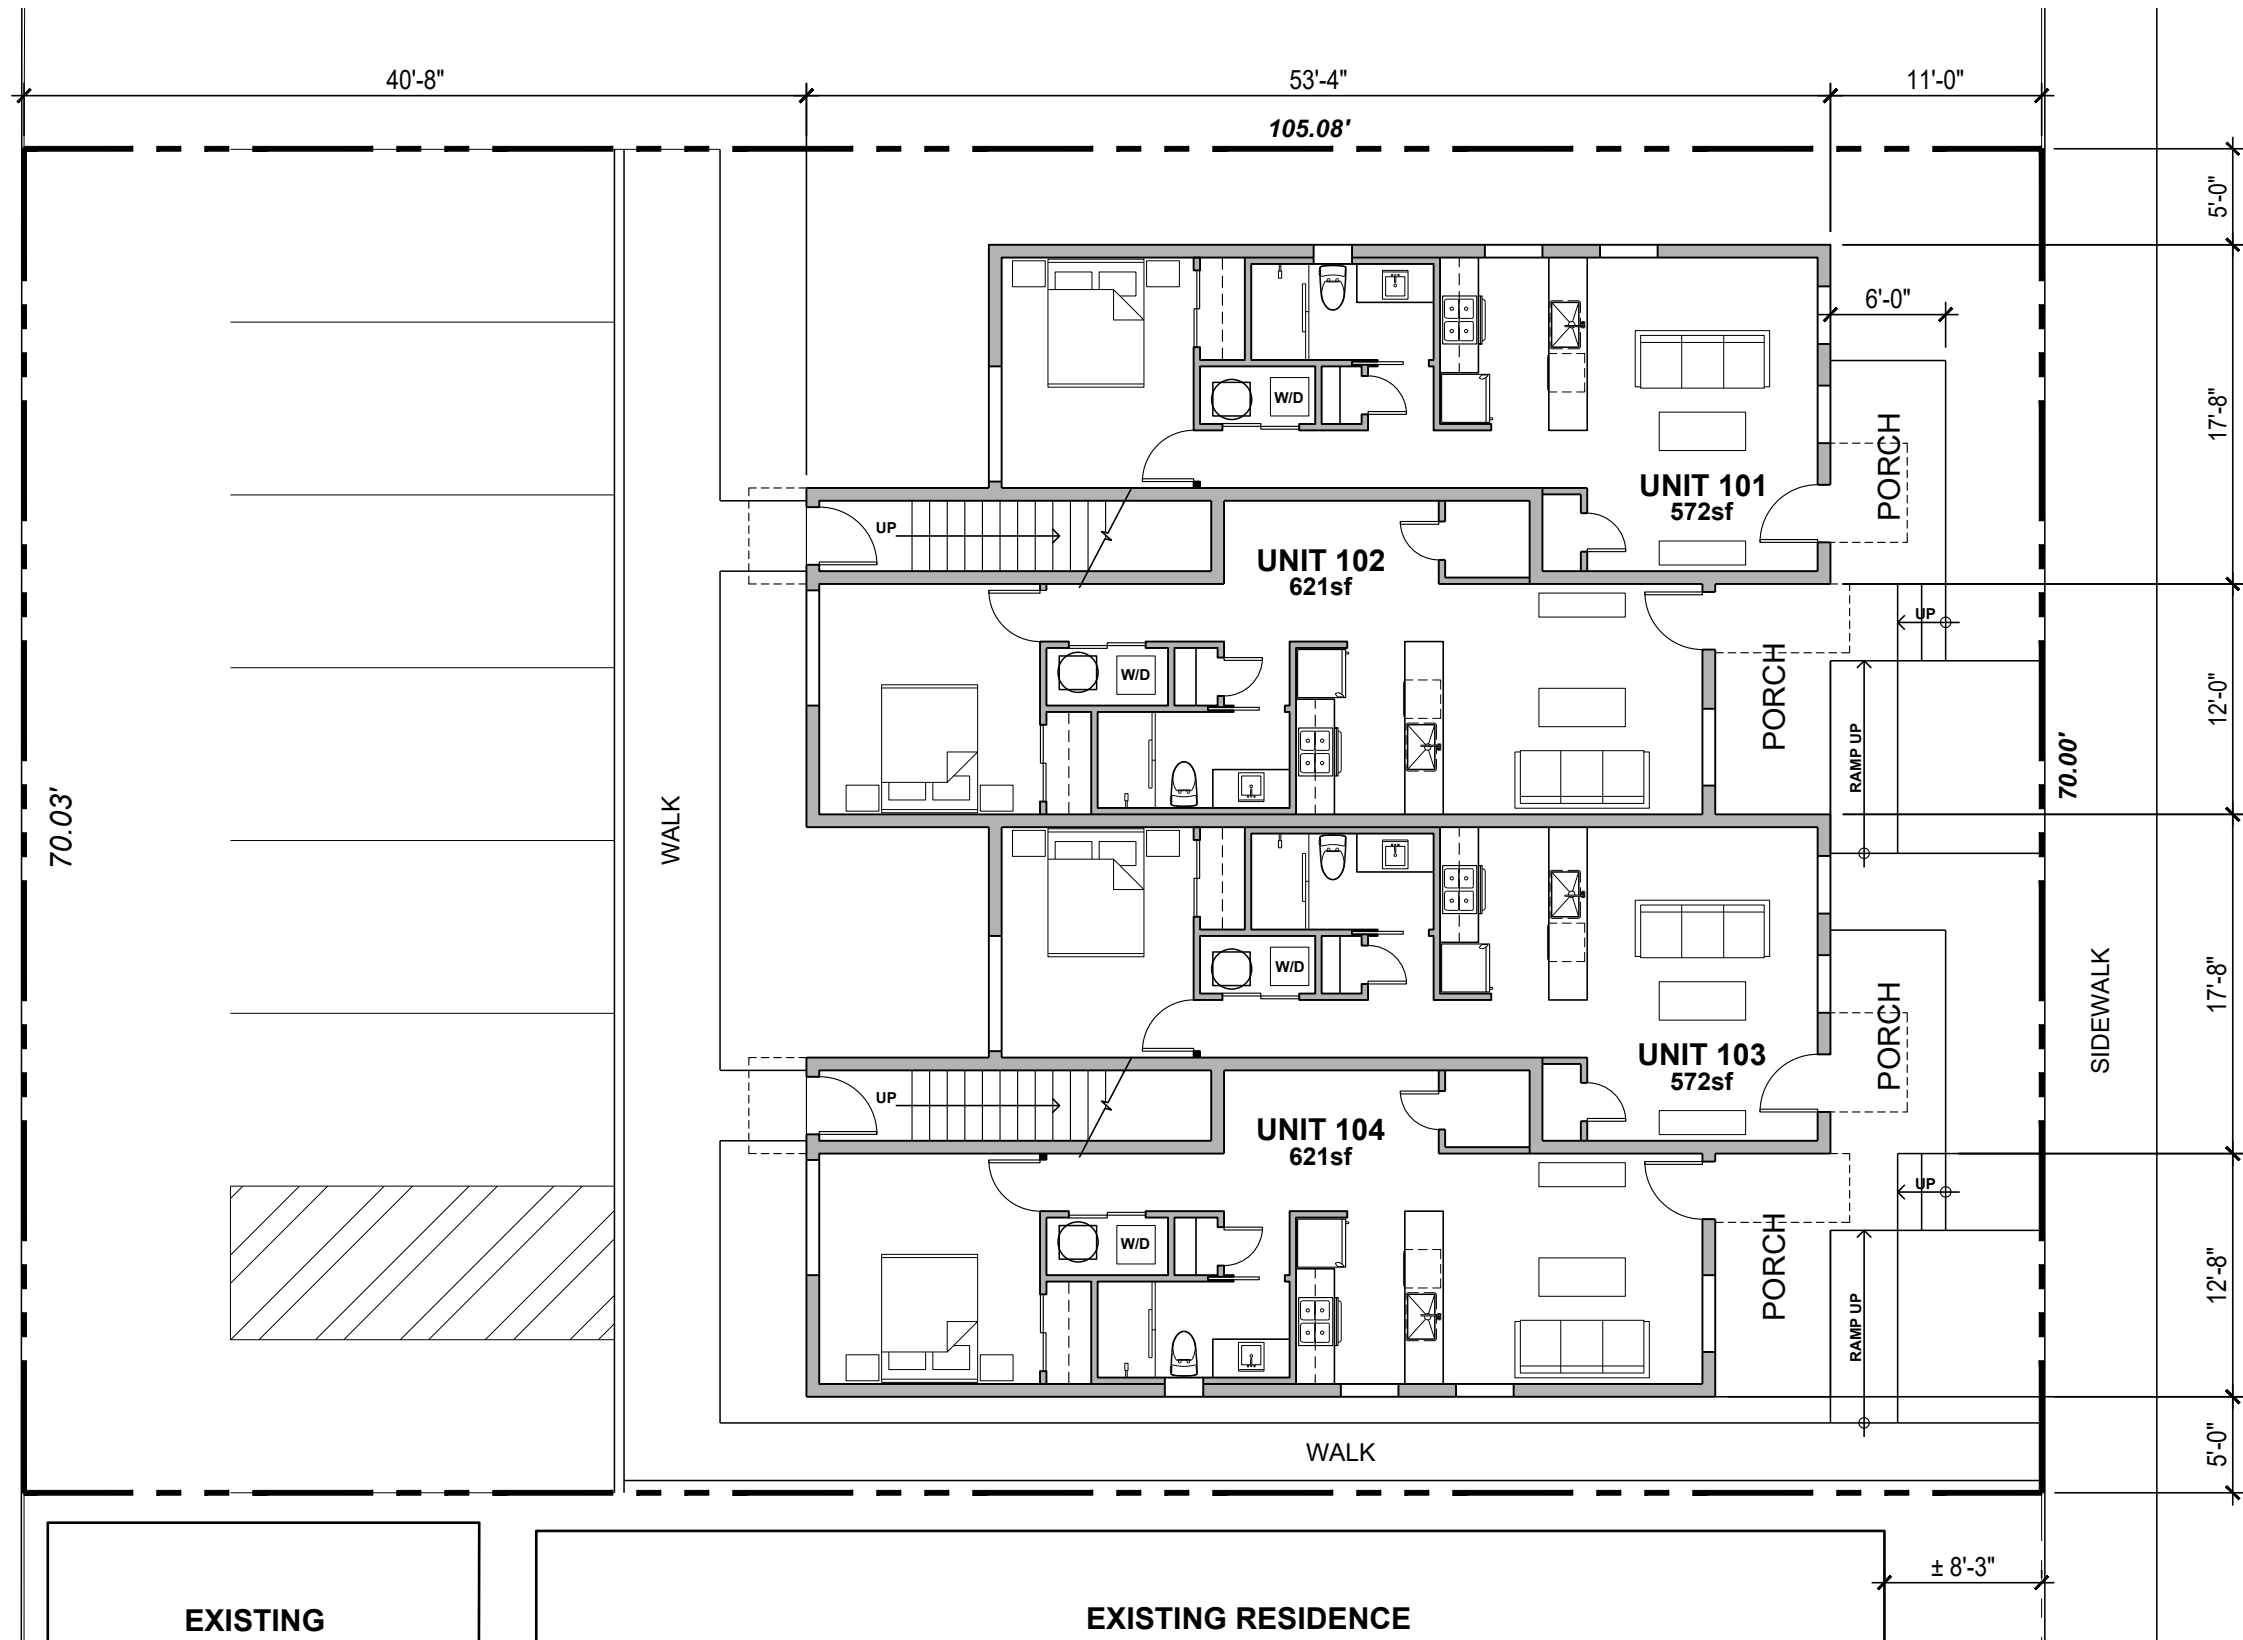 40'-8"
53'-4"
11'-0"
105.08'
5'-0"
6'-0"
17'-8"
W/D
PORCH
UNIT 101
572sf
UP
UNIT 102
621sf
UP
W/D
PORCH
12'-0"
RAMP UP
70.00'
70.03'
WALK
W/D
SIDEWALK
17'-8"
PORCH
UNIT 103
572sf
UP
UNIT 104
621sf
UP
W/D
PORCH
12'-8"
RAMP UP
WALK
5'-0"
± 8'-3"
EXISTING
EXISTING RESIDENCE